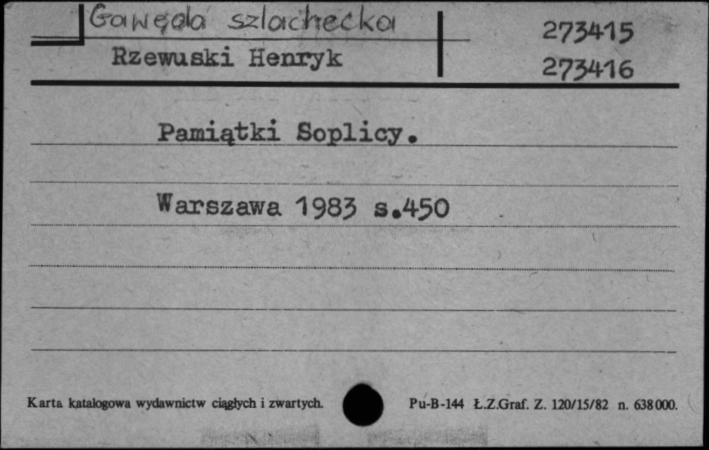 Gawęda szlachecka
273415
Rzewuski Henryk
273416
Pamiątki Soplicy.
Warszawa 1983 s.450
Karta katalogowa wydawnictw ciągłych i zwartych.
Pu-B-144 Ł.Z.Graf. Z. 120/15/82 n. 638000.